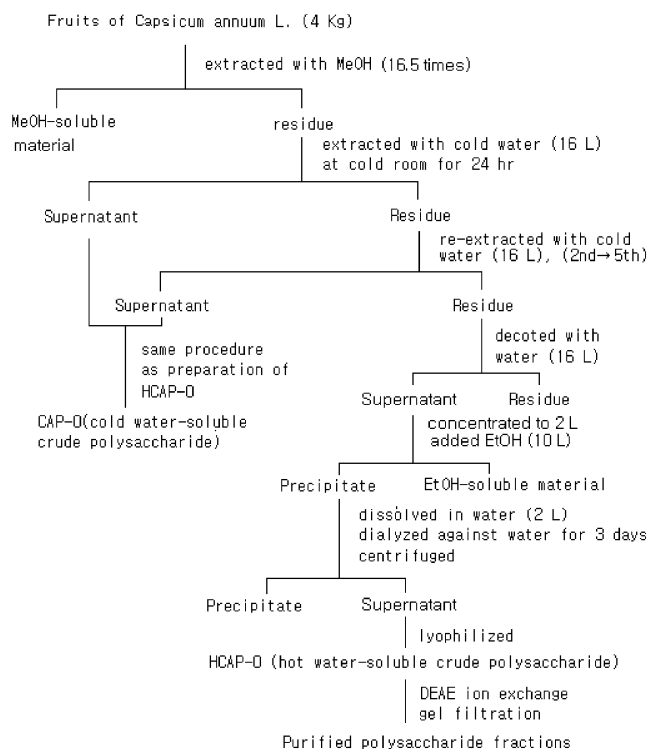 Fruits of Capsicum annuum L. (4 Kg)
extracted with MeOH (16.5 times)
MeOH-soluble
material
residue
extracted with cold water (16 L)
at cold room for 24 hr
Supernatant
Residue
re-extracted with cold
water (16 L), (2nd→5th)
Supernatant
Residue
same procedure
as preparation of
HCAP-O
decoted with
water (16 L)
CAP-O(cold water-soluble
crude polysaccharide)
Supernatant
Residue
concentrated to 2 L
added EtOH (10 L)
Precipitate
EtOH-soluble material
dissolved in water (2 L)
dialyzed against water for 3 days
centrifuged
Precipitate
Supernatant
lyophilized
HCAP-O (hot water-soluble crude polysaccharide)
DEAE ion exchange
gel filtration
Purified polysaccharide fractions